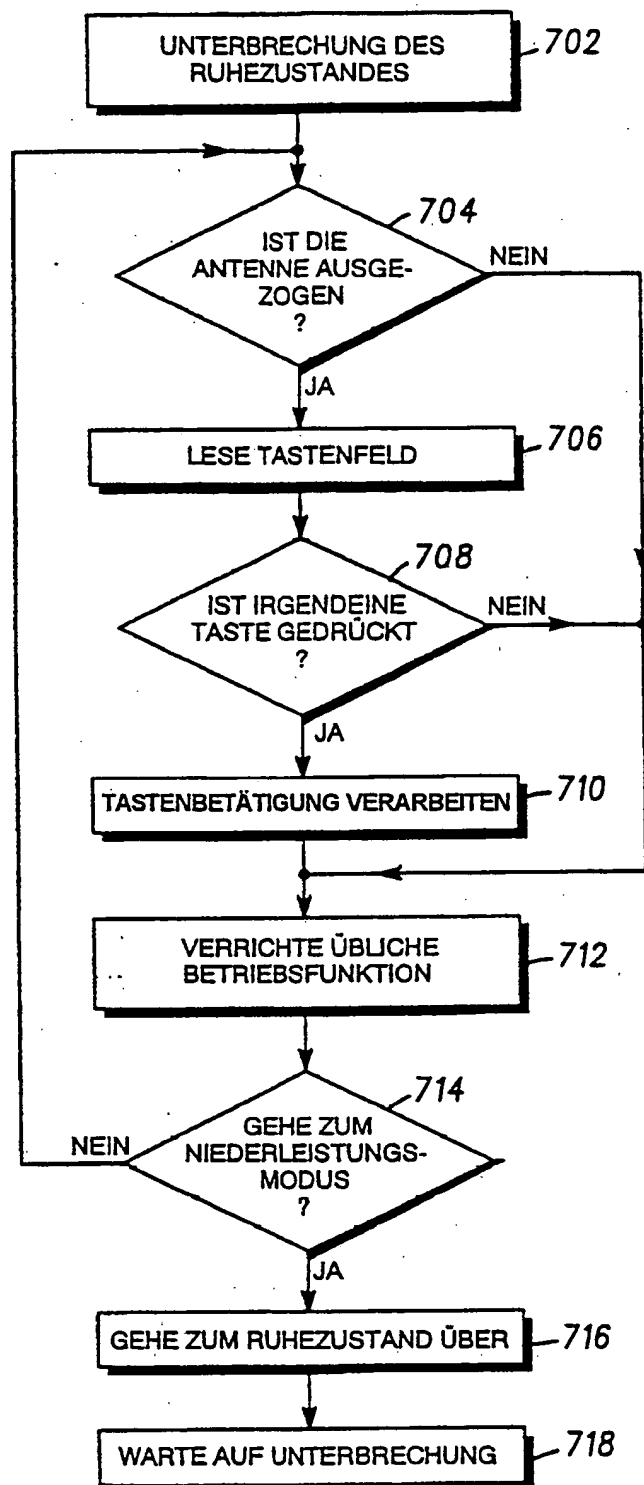 UNTERBRECHUNG DES
RUHEZUSTANDES
702
704
IST DIE
ANTENNE AUSGE-
ZOGEN
?
NEIN
JA
LESE TASTENFELD
706
708
IST IRGENDEINE
TASTE GEDRÜCKT
?
NEIN
JA
TASTENBETÄTIGUNG VERARBEITEN
710
VERRICHTE ÜBLICHE
BETRIEBSFUNKTION
712
714
GEHE ZUM
NIEDERLEISTUNGS-
MODUS
?
NEIN
JA
GEHE ZUM RUHEZUSTAND ÜBER
716
WARTE AUF UNTERBRECHUNG
718